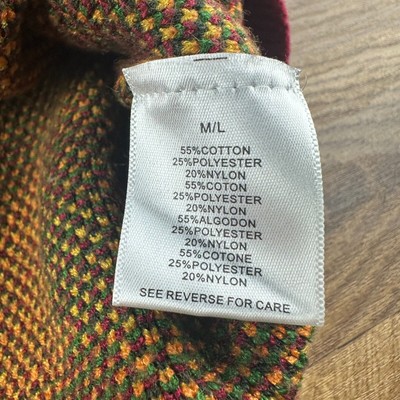 M/L
55%COTTON
25%POLYESTER
20%NYLON
55%COTON
25%POLYESTER
20%NYLON
55%ALGODON
25%POLYESTER
20%NYLON
55%COTONE
25%POLYESTER
20%NYLON
SEE REVERSE FOR CARE